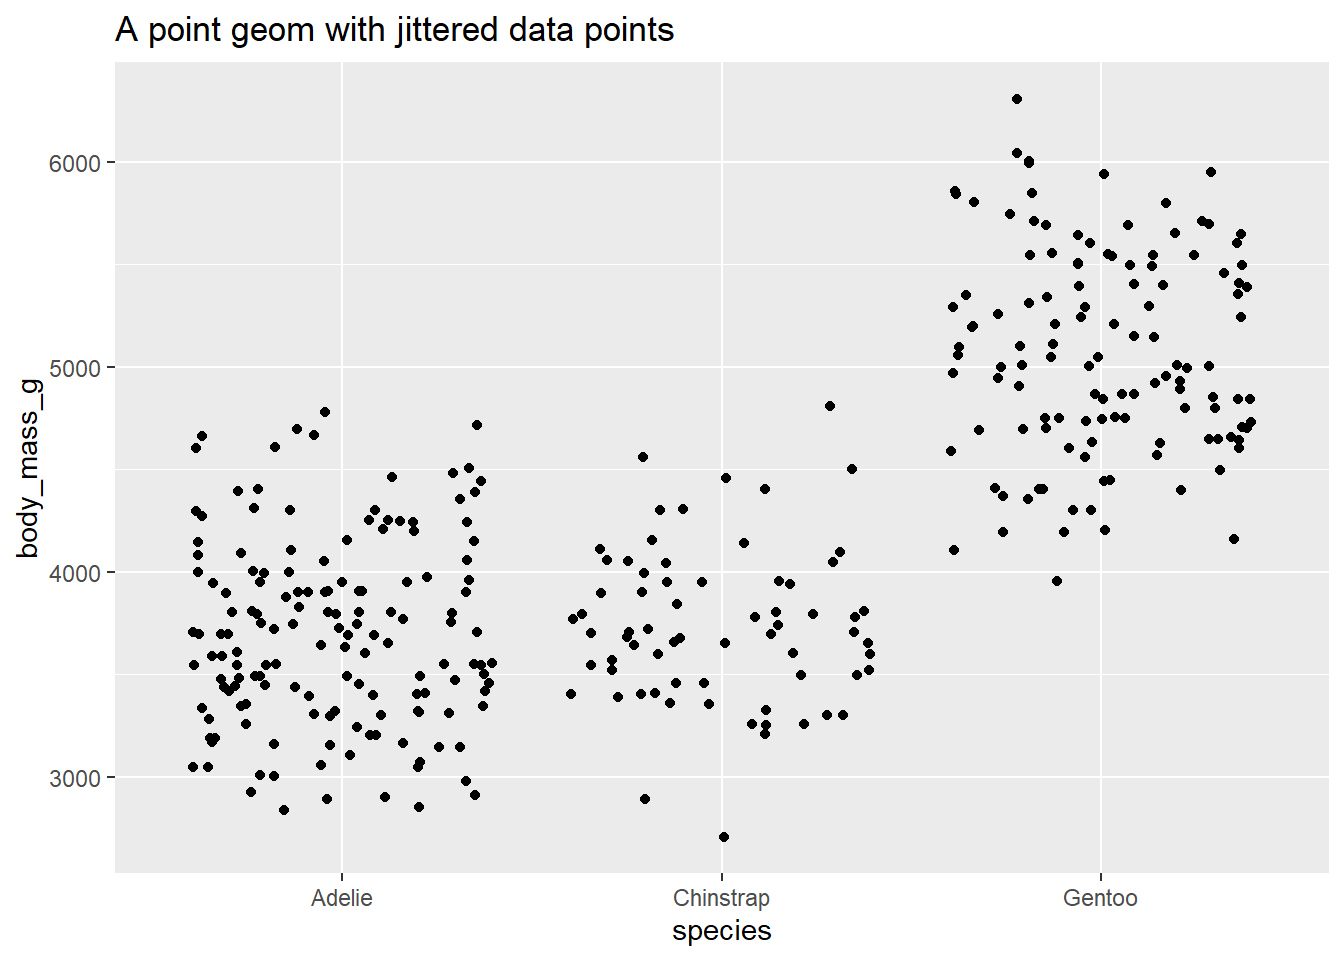 A point geom with jittered data points
6000
5000
4000
3000
body_mass_g
Adelie Chinstrap Gentoo
species